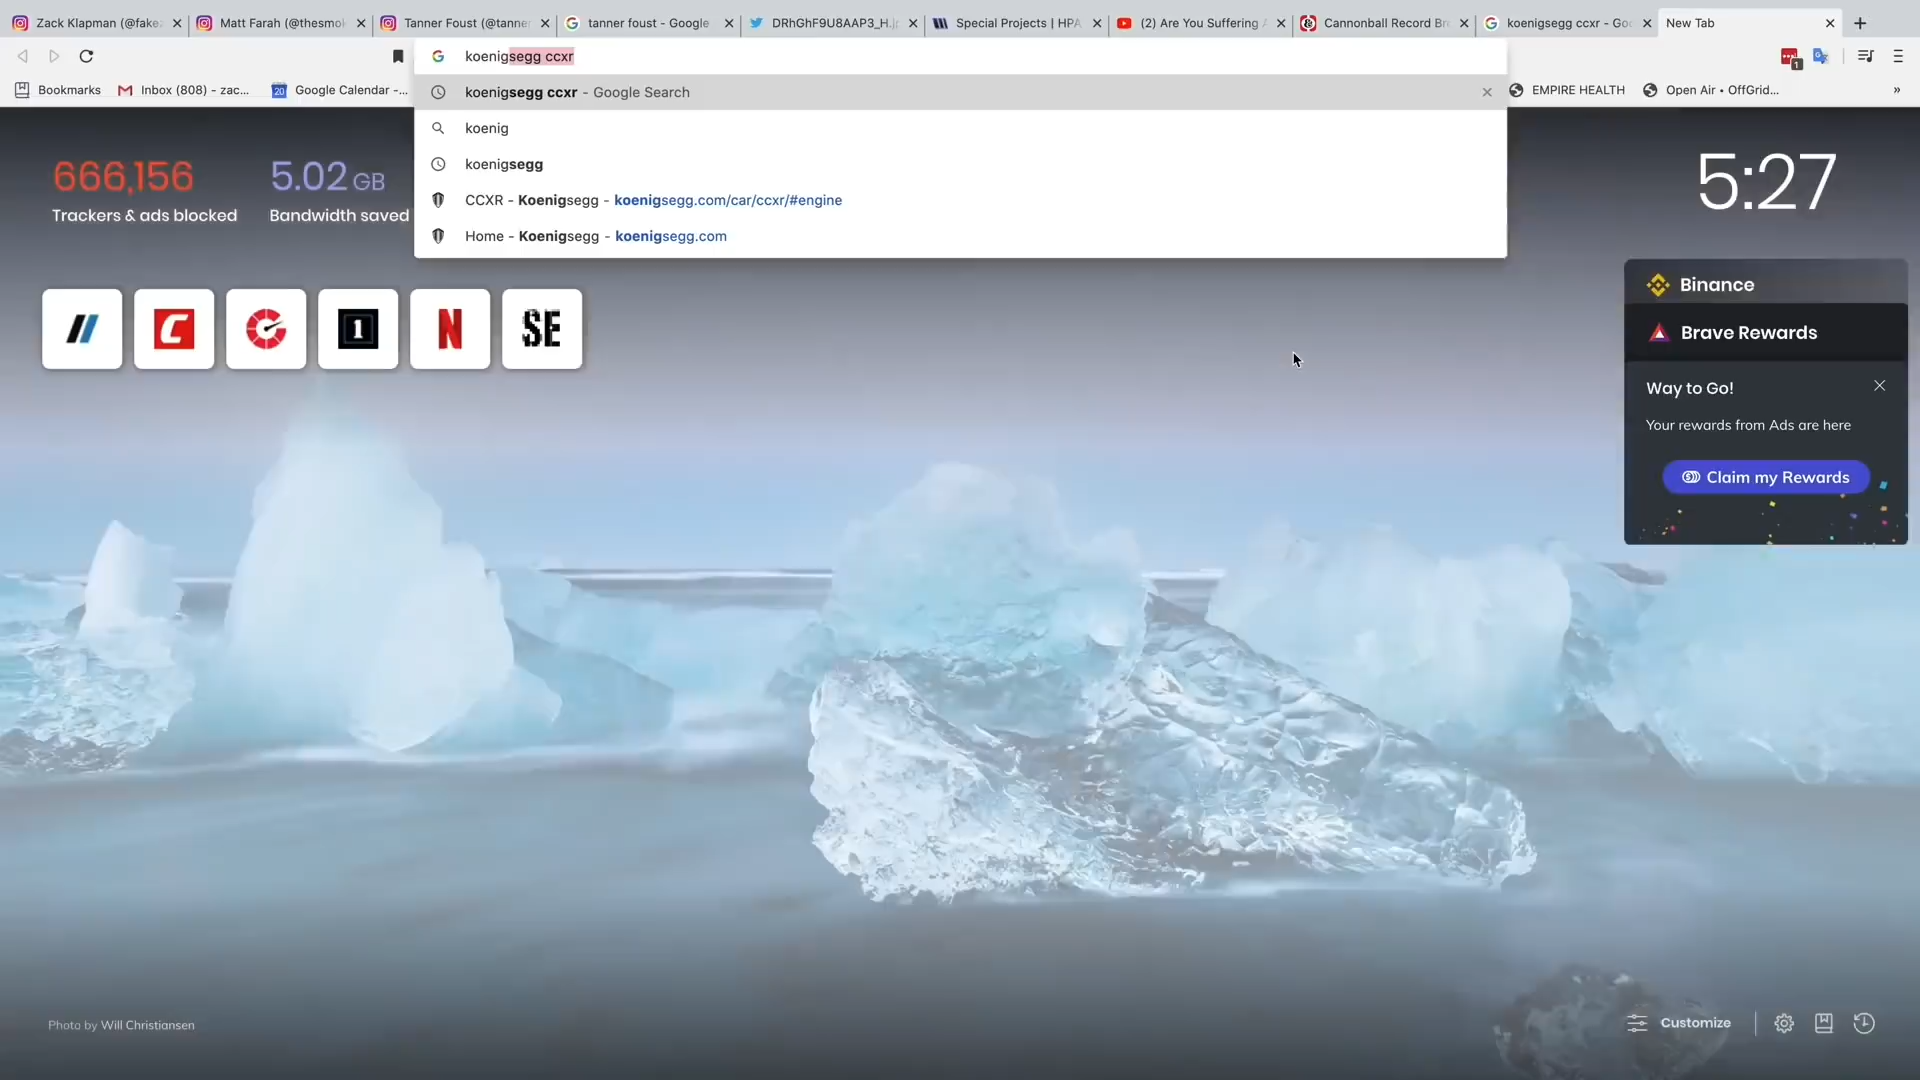 Zack Klapman (@fake
Matt Farah (@thesmo
Tanner Foust (@tanner
tanner foust - Google
DRhGhF9U8AAP3_H.j
Special Projects | HPA
(2) Are You Suffering
Cannonball Record Br
koenigsegg ccxr - Goo
New Tab
koenigsegg ccxr
1
Bookmarks
Inbox (808) - zac...
20
Google Calendar -...
koenigsegg ccxr - Google Search
EMPIRE HEALTH
Open Air • OffGrid...
»
koenig
koenigsegg
CCXR - Koenigsegg - koenigsegg.com/car/ccxr/#engine
Home - Koenigsegg - koenigsegg.com
666,156
Trackers & ads blocked
5.02 GB
Bandwidth saved
5:27
C
1
N
SE
Binance
Brave Rewards
Way to Go!
Your rewards from Ads are here
Claim my Rewards
Photo by Will Christiansen
Customize